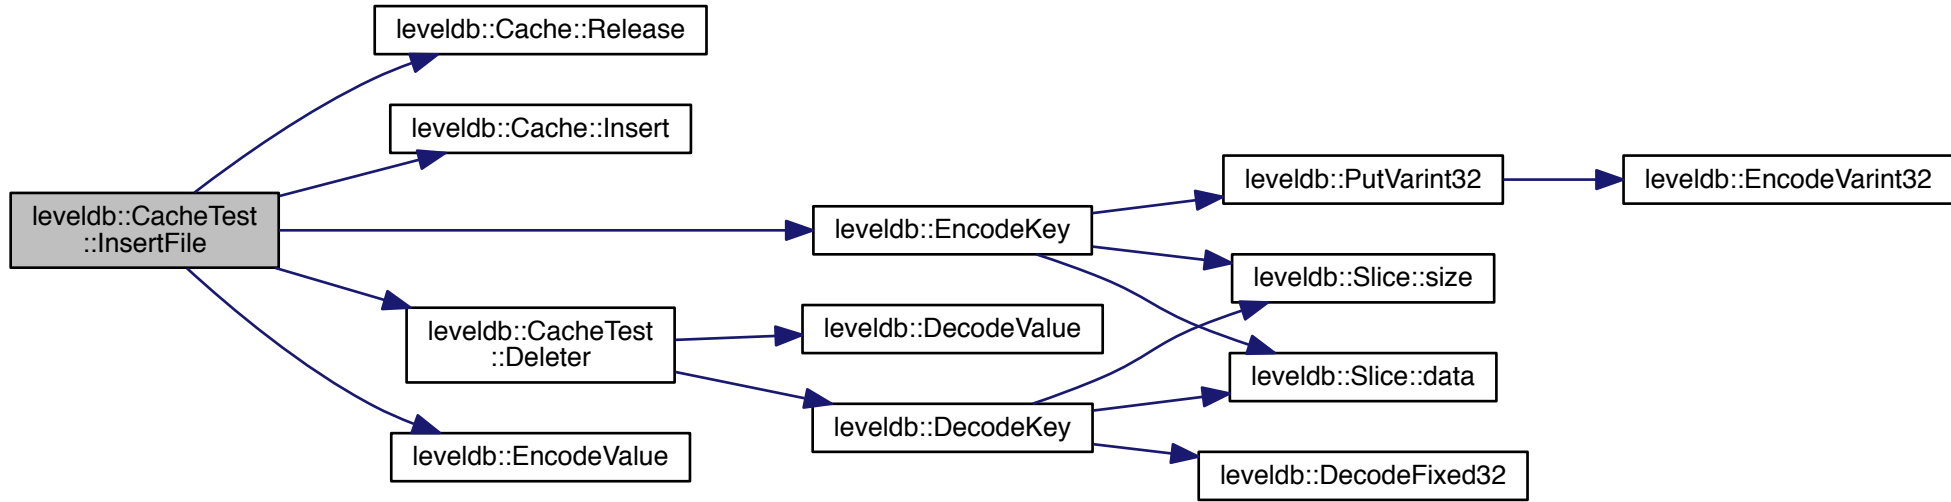 leveldb::Cache::Release
leveldb::Cache::Insert
leveldb::CacheTest
::InsertFile
leveldb::EncodeKey
leveldb::PutVarint32
leveldb::EncodeVarint32
leveldb::Slice::size
leveldb::CacheTest
::Deleter
leveldb::DecodeValue
leveldb::Slice::data
leveldb::DecodeKey
leveldb::EncodeValue
leveldb::DecodeFixed32